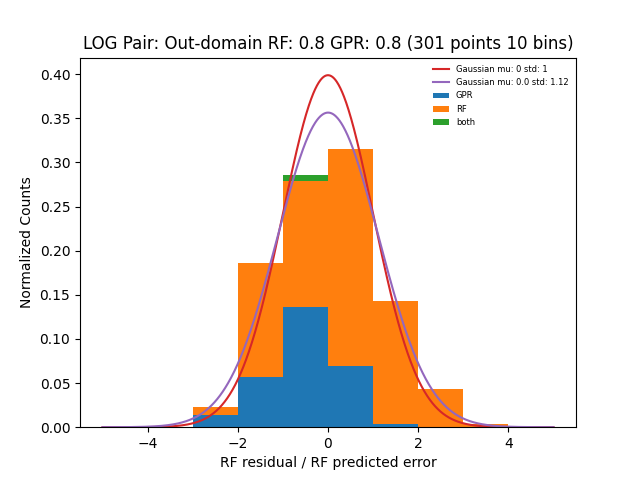 LOG Pair: Out-domain RF: 0.8 GPR: 0.8 (301 points 10 bins)
Gaussian mu: 0 std: 1
Gaussian mu: 0.0 std: 1.12
GPR
RF
both
Normalized Counts
0.40
0.35
0.30
0.25
0.20
0.15
0.10
0.05
0.00
−4 −2 0 2 4
RF residual / RF predicted error